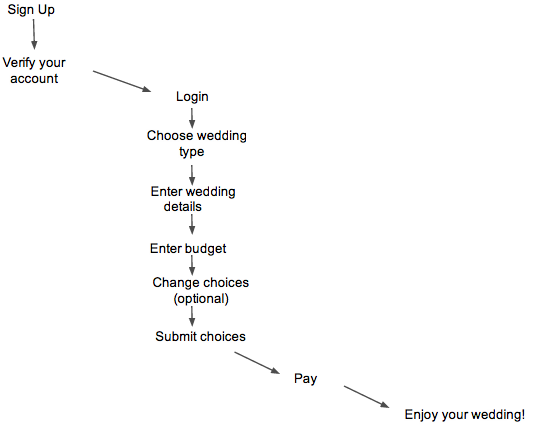 Sign Up
Verify your
account
Login
Choose wedding
type
Enter wedding
details
Enter budget
Change choices
(optional)
Submit choices
Pay
Enjoy your wedding!